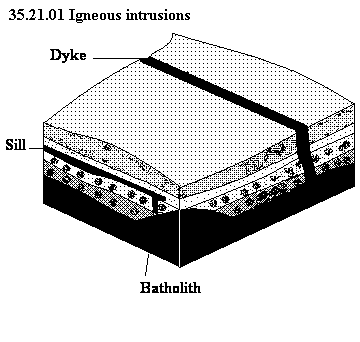 35.21.01 Igneous intrusions
Dyke
Sill
Batholith